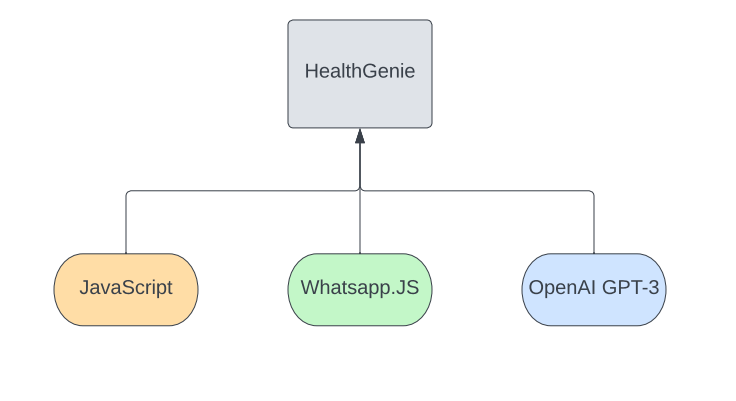 HealthGenie
JavaScript
Whatsapp.JS
OpenAI GPT-3